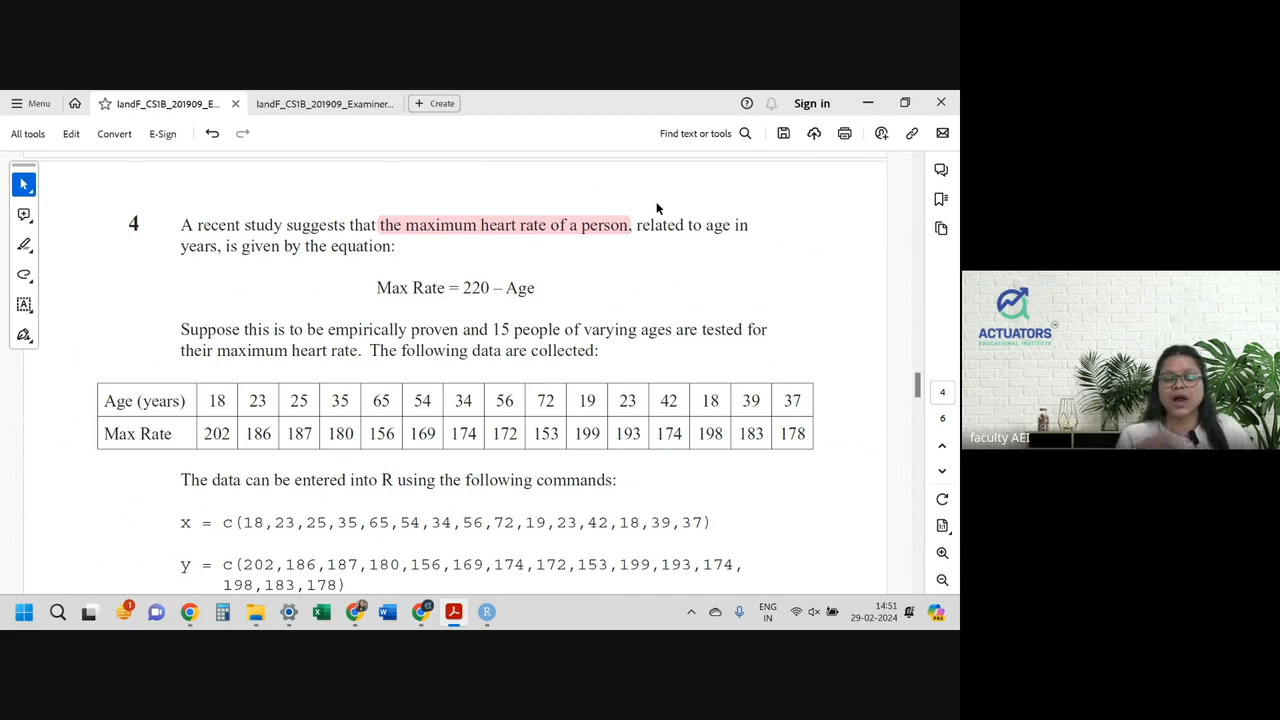 Menu
landF_CS1B_201909_E...
landF_CS1B_201909_Examiner...
Create
Sign in
All tools
Edit
Convert
E-Sign
Find text or tools
4 A recent study suggests that the maximum heart rate of a person, related to age in
years, is given by the equation:
Max Rate = 220 – Age
Suppose this is to be empirically proven and 15 people of varying ages are tested for
their maximum heart rate. The following data are collected:
Age (years) 18 23 25 35 65 54 34 56 72 19 23 42 18 39 37
Max Rate 202 186 187 180 156 169 174 172 153 199 193 174 198 183 178
The data can be entered into R using the following commands:
x = c(18,23,25,35,65,54,34,56,72,19,23,42,18,39,37)
y = c(202,186,187,180,156,169,174,172,153,199,193,174,
198,183,178)
4
6
ENG
IN
14:51
29-02-2024
ACTUATORS
EDUCATIONAL INSTITUTE
faculty AEI